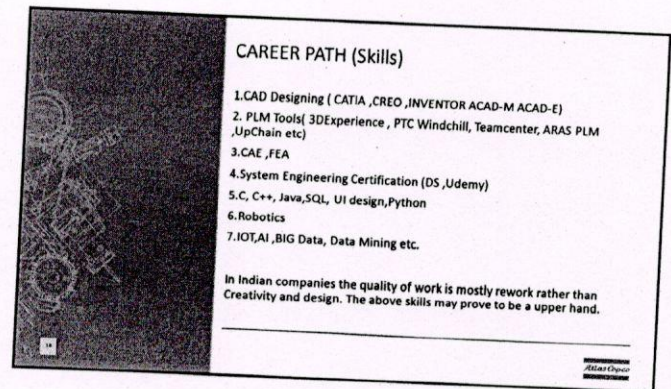 CAREER PATH (Skills)
1.CAD Designing ( CATIA ,CREO ,INVENTOR ACAD-M ACAD-E)
2. PLM Tools( 3DExperience , PTC Windchill, Teamcenter, ARAS PLM
,UpChain etc)
3.CAE ,FEA
4.System Engineering Certification (DS ,Udemy)
5.C, C++, Java,SQL, UI design,Python
6.Robotics
7.IOT,AI ,BIG Data, Data Mining etc.
In Indian companies the quality of work is mostly rework rather than
Creativity and design. The above skills may prove to be a upper hand.
Atlas Copco